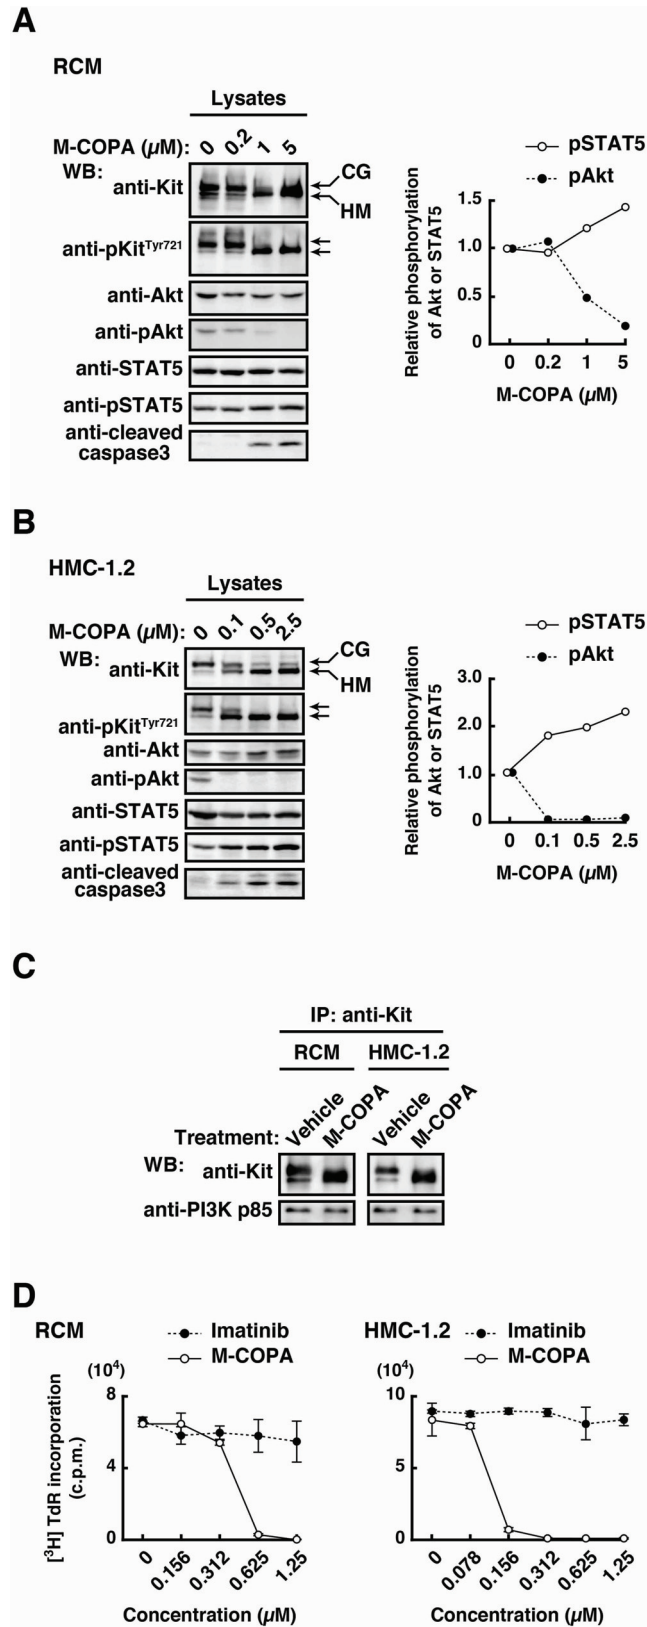 A
RCM
Lysates
M-COPA (μM): 0 0.2 1 5
WB: anti-Kit
CG
HM
anti-pKitTyr721
anti-Akt
anti-pAkt
anti-STAT5
anti-pSTAT5
anti-cleaved
caspase3
pSTAT5
pAkt
Relative phosphorylation
of Akt or STAT5
1.5
1.0
0.5
0
0 0.2 1 5
M-COPA (μM)
B
HMC-1.2
Lysates
M-COPA (μM): 0 0.1 0.5 2.5
WB: anti-Kit
CG
HM
anti-pKitTyr721
anti-Akt
anti-pAkt
anti-STAT5
anti-pSTAT5
anti-cleaved
caspase3
pSTAT5
pAkt
Relative phosphorylation
of Akt or STAT5
3.0
2.0
1.0
0
0 0.1 0.5 2.5
M-COPA (μM)
C
IP: anti-Kit
RCM HMC-1.2
Treatment: Vehicle M-COPA Vehicle M-COPA
WB: anti-Kit
anti-PI3K p85
D
RCM
Imatinib
M-COPA
(10⁴)
[³H] TdR incorporation
(c.p.m.)
8
4
0
0 0.156 0.312 0.625 1.25
Concentration (μM)
HMC-1.2
Imatinib
M-COPA
(10⁴)
10
5
0
0 0.078 0.156 0.312 0.625 1.25
Concentration (μM)